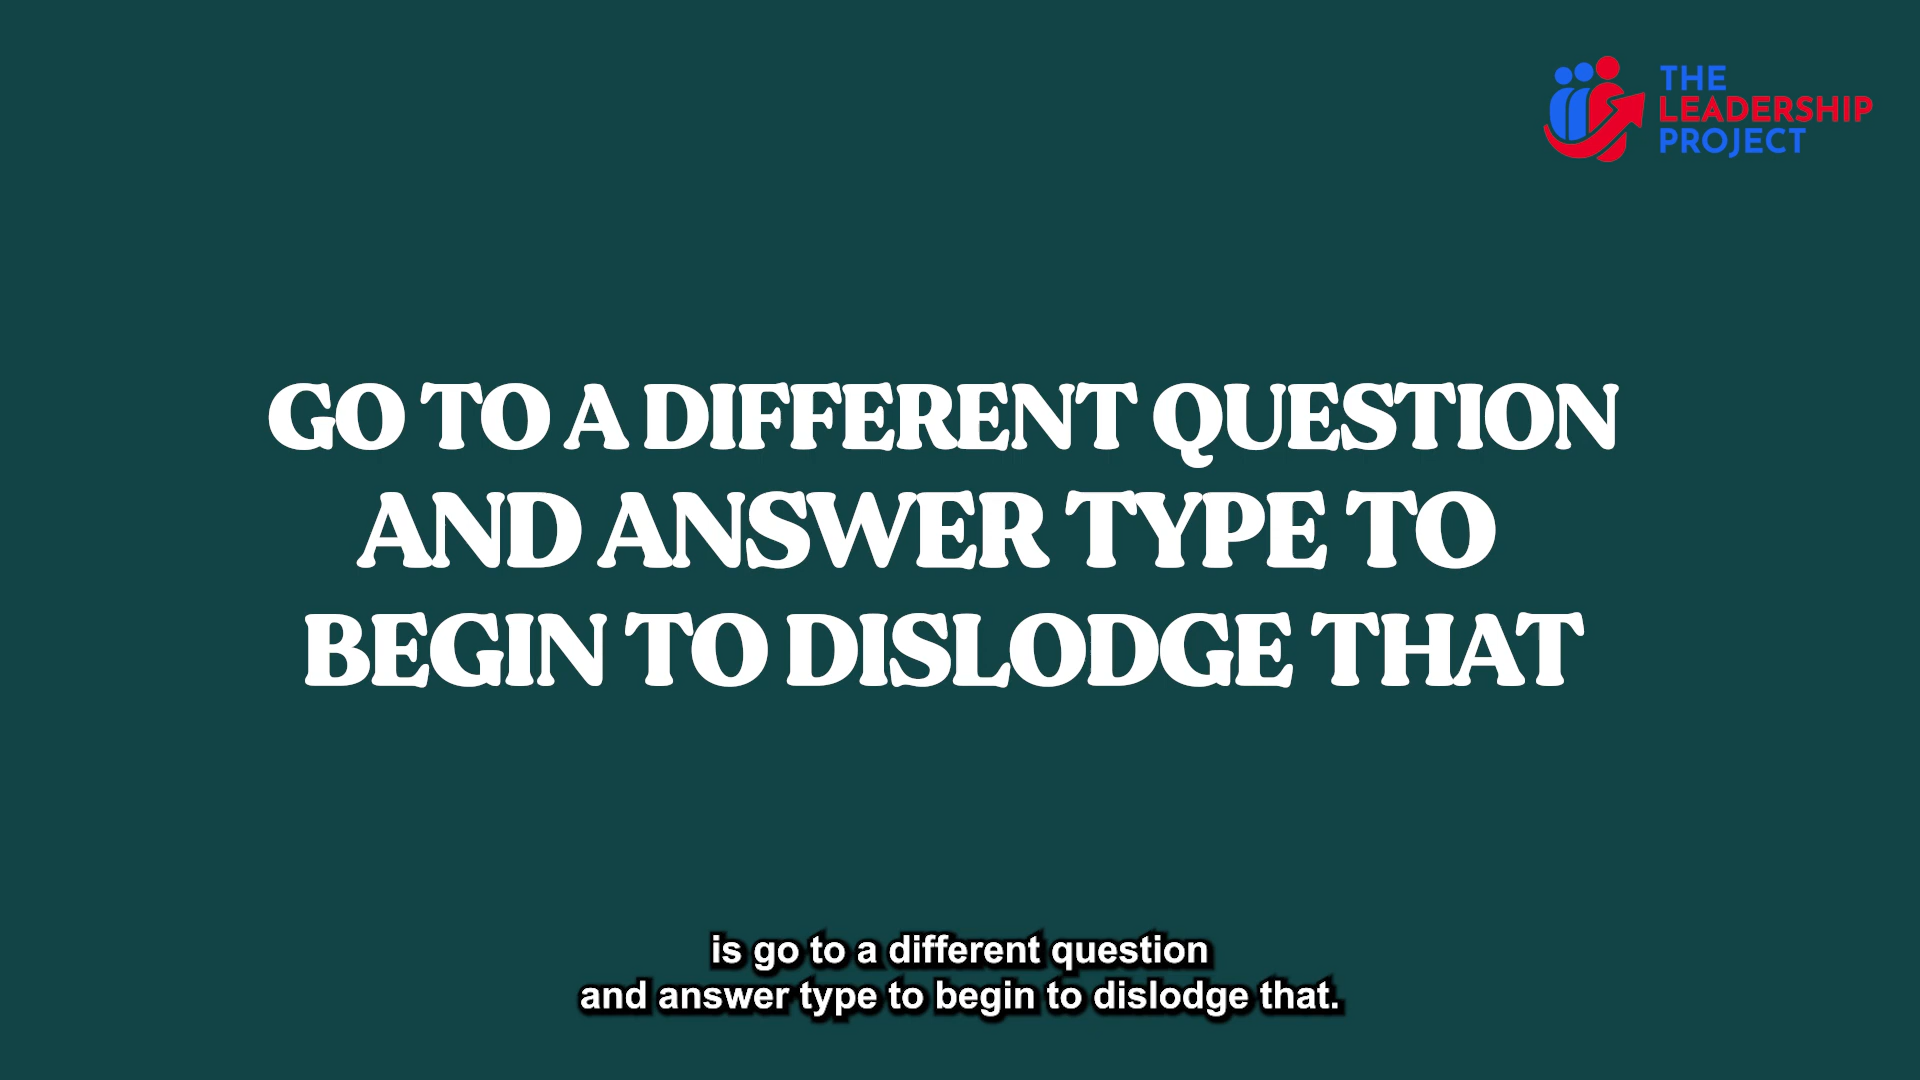 THE
LEADERSHIP
PROJECT
GO TO A DIFFERENT QUESTION
AND ANSWER TYPE TO
BEGIN TO DISLODGE THAT
is go to a different question
and answer type to begin to dislodge that.